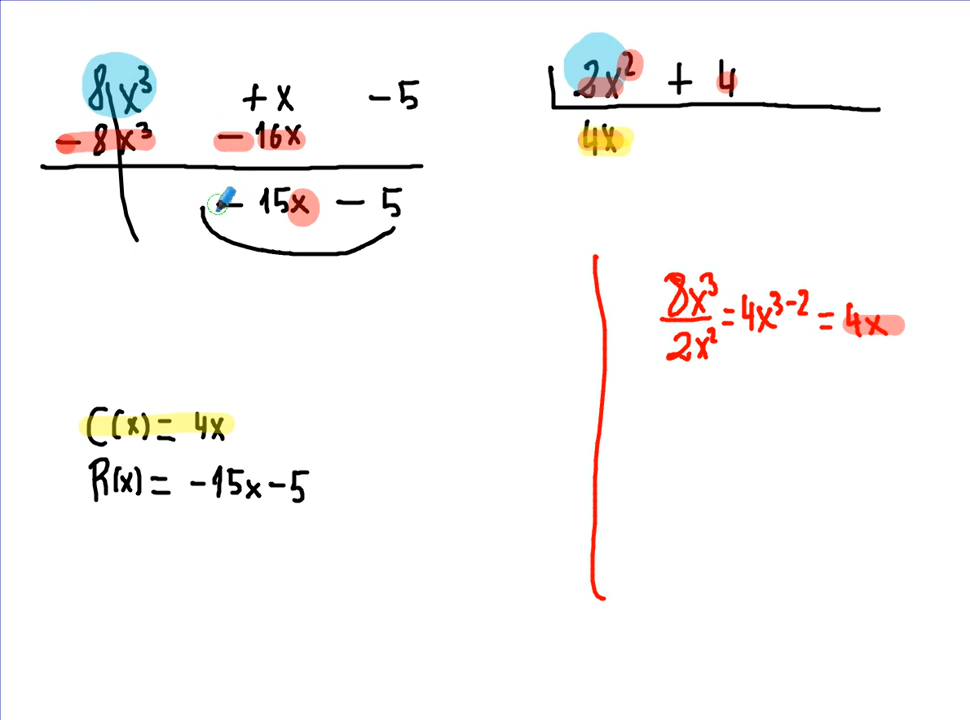 8x³ + x - 5
- 8x³ - 16x
- 15x - 5
2x² + 4
4x
8x³/2x² = 4x³⁻² = 4x
C(x) = 4x
R(x) = -15x - 5